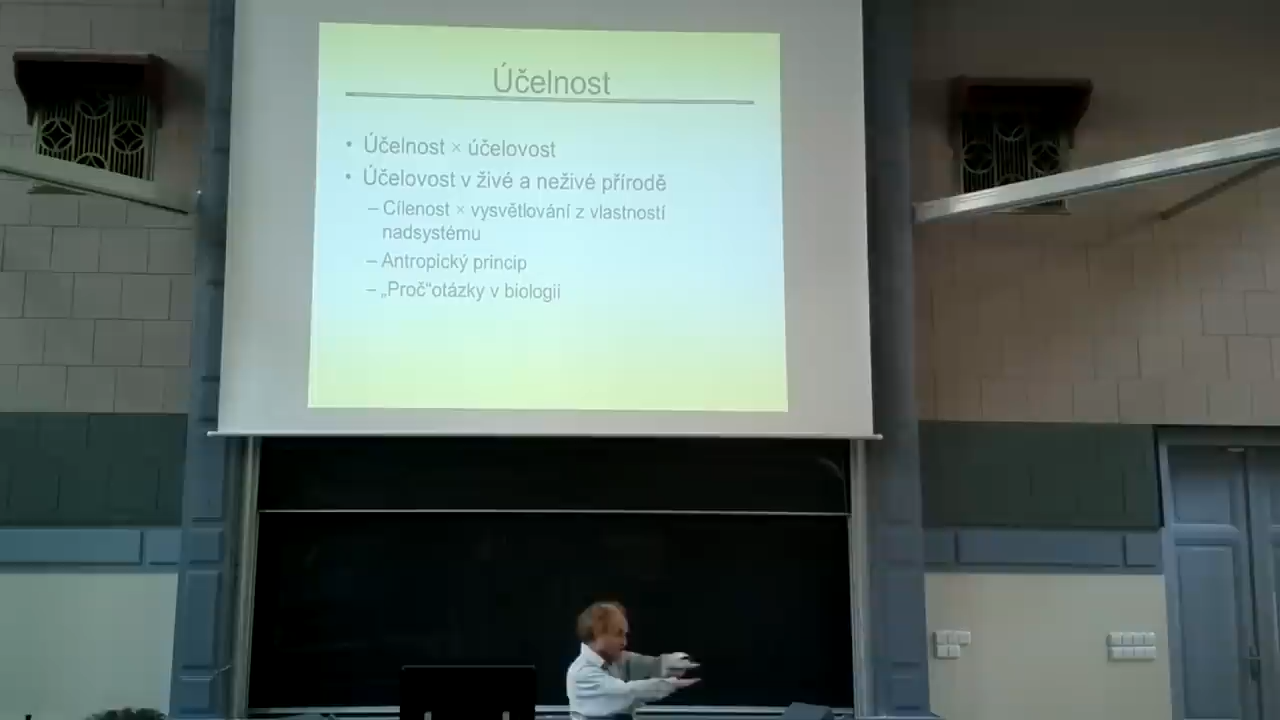 Účelnost
• Účelnost × účelovost
• Účelovost v živé a neživé přírodě
– Cílenost × vysvětlování z vlastností
nadsystému
– Antropický princip
– „Proč“otázky v biologii